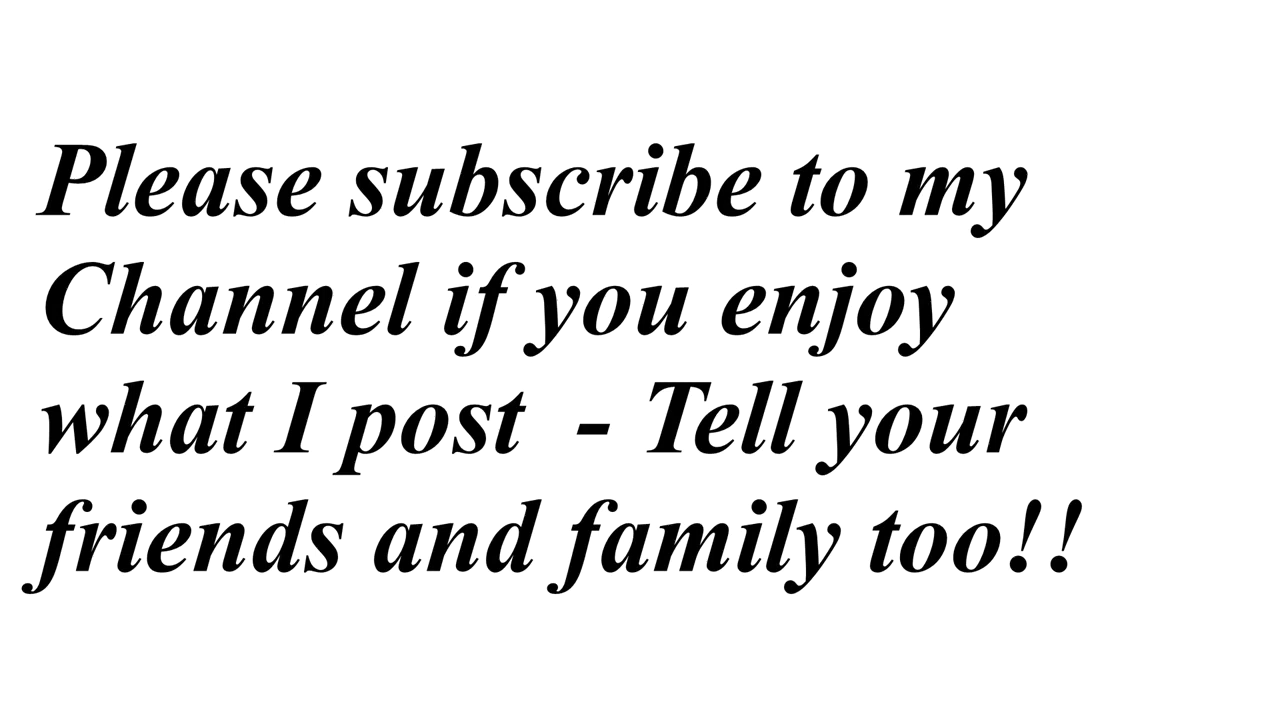 Please subscribe to my
Channel if you enjoy
what I post  - Tell your
friends and family too!!